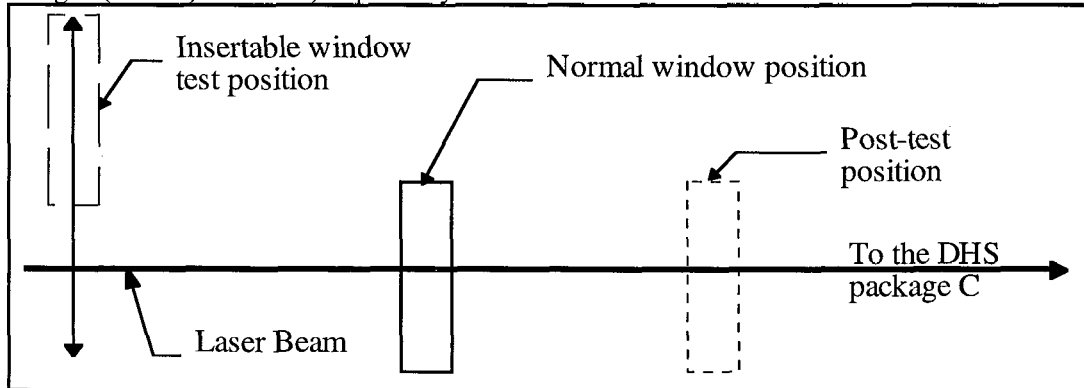 Insertable window
test position
Normal window position
Post-test
position
To the DHS
package C
Laser Beam